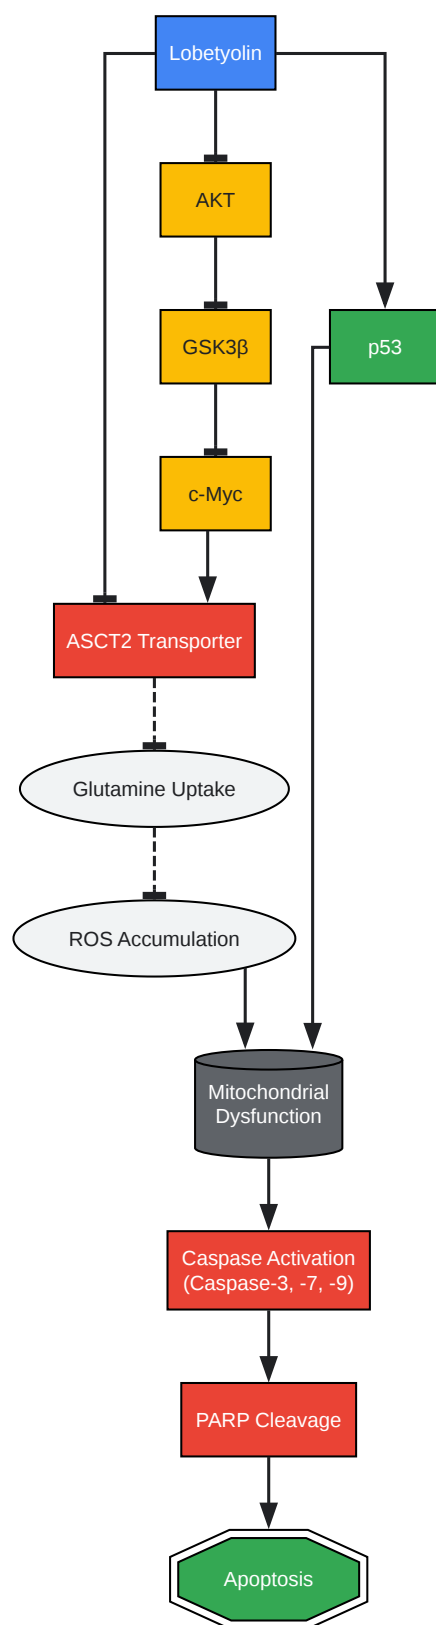 Lobetyolin
AKT
GSK3β
p53
c-Myc
ASCT2 Transporter
Glutamine Uptake
ROS Accumulation
Mitochondrial
Dysfunction
Caspase Activation
(Caspase-3, -7, -9)
PARP Cleavage
Apoptosis